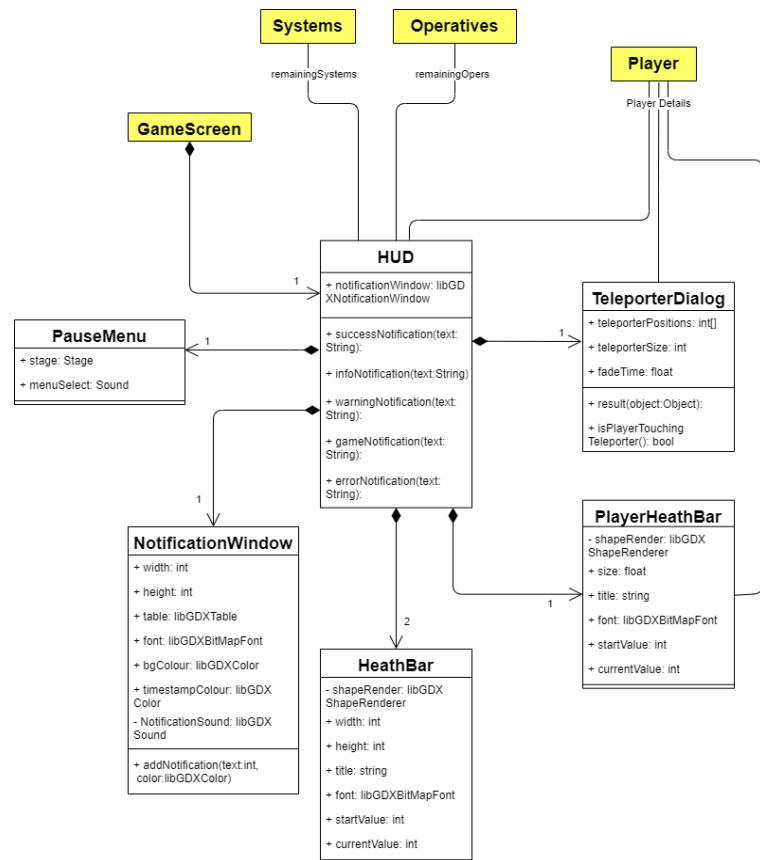 Systems
Operatives
Player
remainingSystems
remainingOpers
Player Details
GameScreen
1
HUD
+ notificationWindow: libGD
XNotificationWindow
+ successNotification(text:
String):
+ infoNotification(text:String)
+ warningNotification(text:
String):
+ gameNotification(text:
String):
+ errorNotification(text:
String):
1
TeleporterDialog
+ teleporterPositions: int[]
+ teleporterSize: int
+ fadeTime: float
+ result(object:Object):
+ isPlayerTouching
Teleporter(): bool
1
PauseMenu
+ stage: Stage
+ menuSelect: Sound
1
NotificationWindow
+ width: int
+ height: int
+ table: libGDXTable
+ font: libGDXBitMapFont
+ bgColour: libGDXColor
+ timestampColour: libGDX
Color
- NotificationSound: libGDX
Sound
+ addNotification(text:int,
color:libGDXColor)
2
HeathBar
- shapeRender: libGDX
ShapeRenderer
+ width: int
+ height: int
+ title: string
+ font: libGDXBitMapFont
+ startValue: int
+ currentValue: int
1
PlayerHeathBar
- shapeRender: libGDX
ShapeRenderer
+ size: float
+ title: string
+ font: libGDXBitMapFont
+ startValue: int
+ currentValue: int